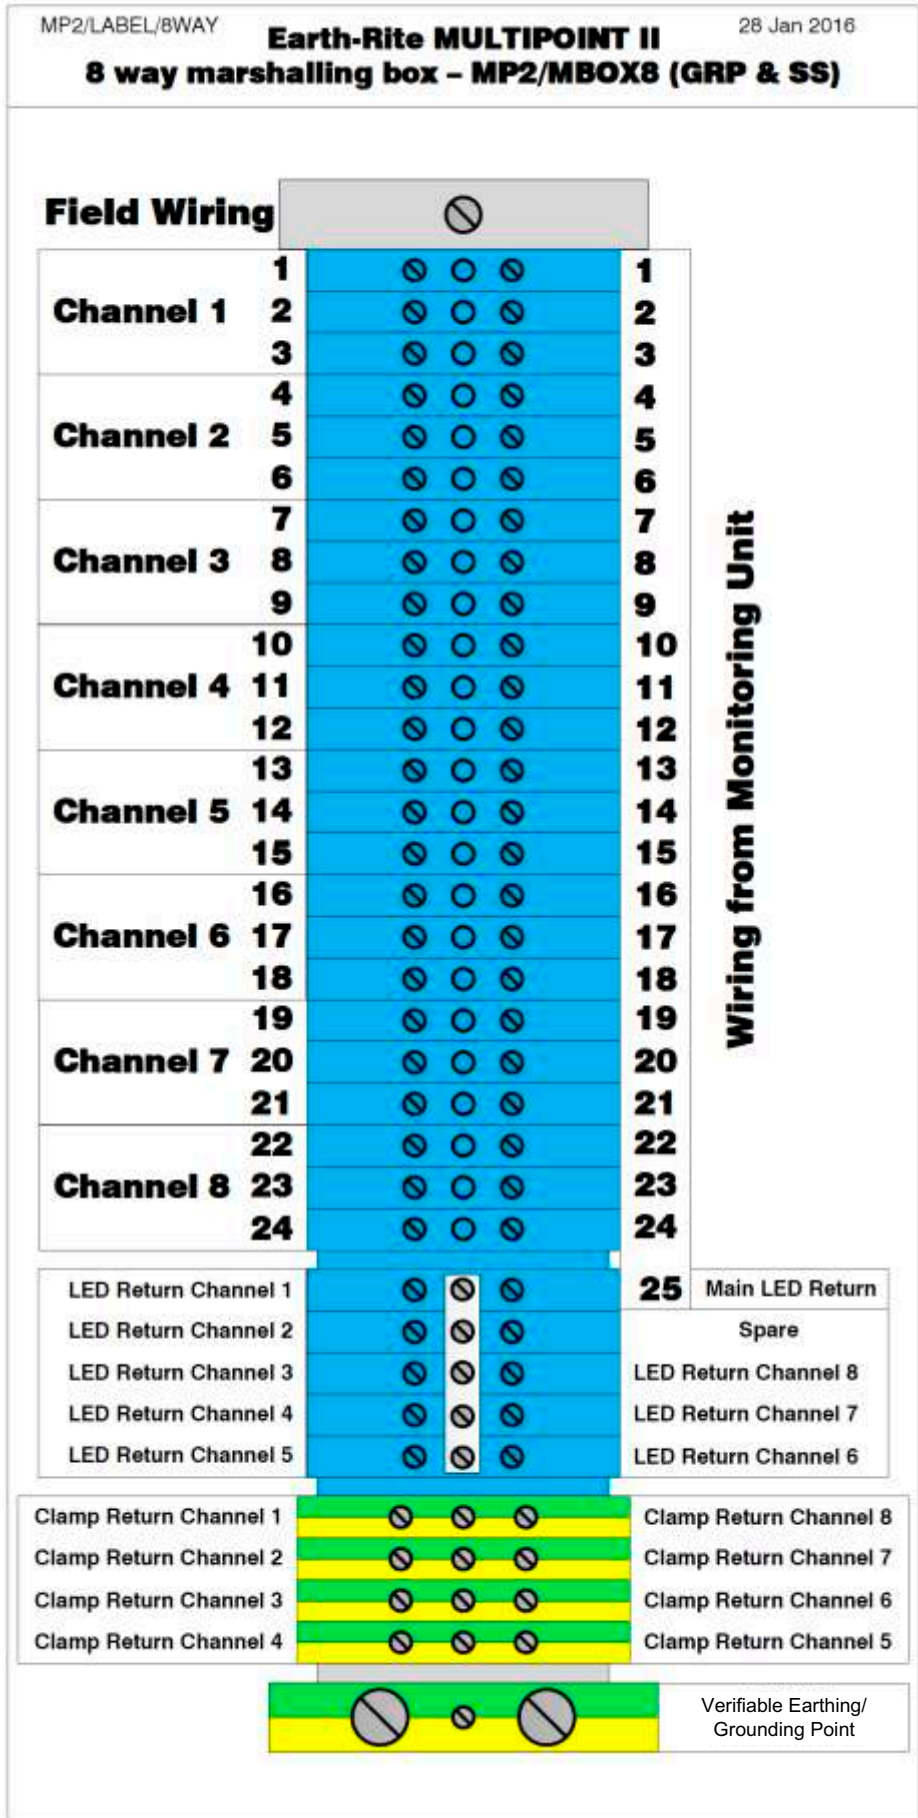 MP2/LABEL/8WAY
28 Jan 2016
Earth-Rite MULTIPOINT II
8 way marshalling box – MP2/MBOX8 (GRP & SS)
Field Wiring
1 1
Channel 1 2 2
3 3
4 4
Channel 2 5 5
6 6
7 7
Channel 3 8 8
9 9
10 10
Channel 4 11 11
12 12
13 13
Channel 5 14 14
15 15
16 16
Channel 6 17 17
18 18
19 19
Channel 7 20 20
21 21
22 22
Channel 8 23 23
24 24
Wiring from Monitoring Unit
LED Return Channel 1 25 Main LED Return
LED Return Channel 2 Spare
LED Return Channel 3 LED Return Channel 8
LED Return Channel 4 LED Return Channel 7
LED Return Channel 5 LED Return Channel 6
Clamp Return Channel 1 Clamp Return Channel 8
Clamp Return Channel 2 Clamp Return Channel 7
Clamp Return Channel 3 Clamp Return Channel 6
Clamp Return Channel 4 Clamp Return Channel 5
Verifiable Earthing/
Grounding Point